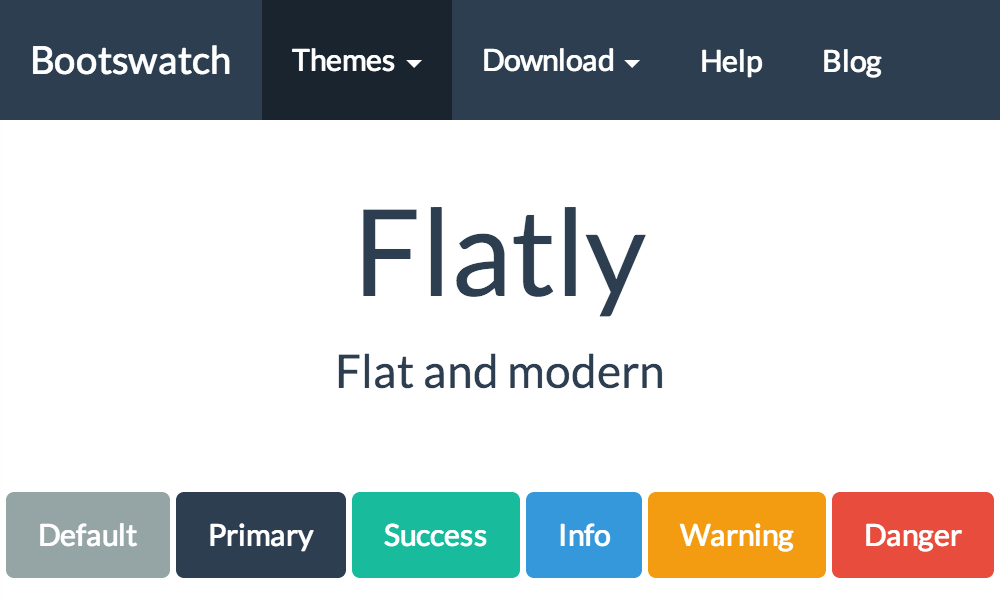 Bootswatch Themes Download Help Blog
Flatly
Flat and modern
Default Primary Success Info Warning Danger